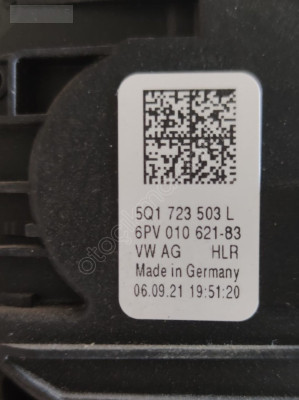 5Q1 723 503 L
6PV 010 621-83
VW AG HLR
Made in Germany
06.09.21 19:51:20